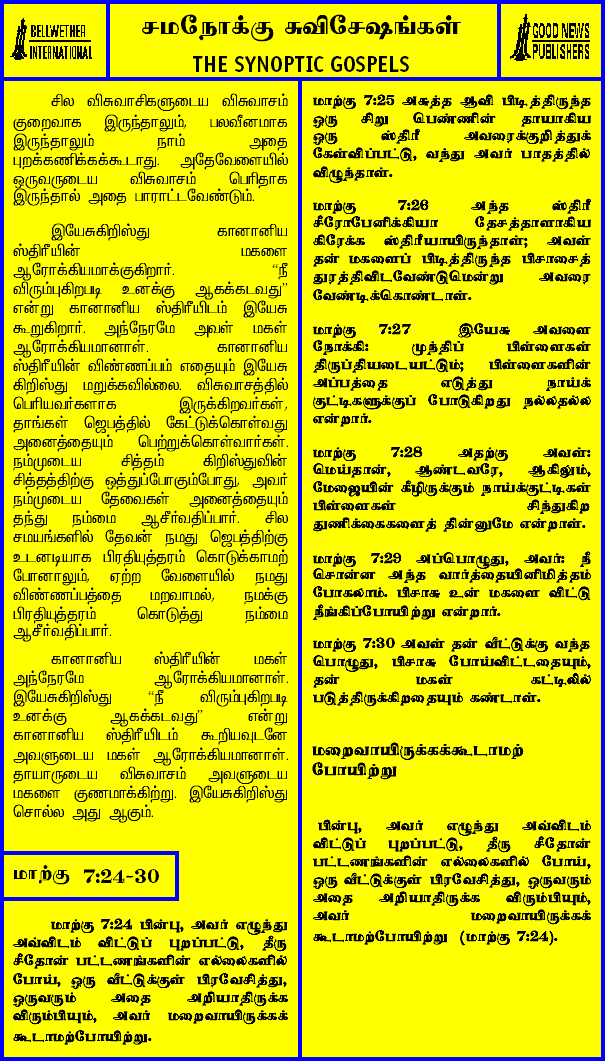 BELLWETHER
INTERNATIONAL
சமநோக்கு சுவிசேஷங்கள்
THE SYNOPTIC GOSPELS
GOOD NEWS
PUBLISHERS
சில விசுவாசிகளுடைய விசுவாசம்
குறைவாக இருந்தாலும், பலவீனமாக
இருந்தாலும் நாம் அதை
புறக்கணிக்கக்கூடாது. அதேவேளையில்
ஒருவருடைய விசுவாசம் பெரிதாக
இருந்தால் அதை பாராட்டவேண்டும்.
இயேசுகிறிஸ்து கானானிய
ஸ்திரீயின் மகளை
ஆரோக்கியமாக்குகிறார். “நீ
விரும்புகிறபடி உனக்கு ஆகக்கடவது”
என்று கானானிய ஸ்திரீயிடம் இயேசு
கூறுகிறார். அந்நேரமே அவள் மகள்
ஆரோக்கியமானாள். கானானிய
ஸ்திரீயின் விண்ணப்பம் எதையும் இயேசு
கிறிஸ்து மறுக்கவில்லை. விசுவாசத்தில்
பெரியவர்களாக இருக்கிறவர்கள்,
தாங்கள் ஜெபத்தில் கேட்டுக்கொள்வது
அனைத்தையும் பெற்றுக்கொள்வார்கள்.
நம்முடைய சித்தம் கிறிஸ்துவின்
சித்தத்திற்கு ஒத்துப்போகும்போது, அவர்
நம்முடைய தேவைகள் அனைத்தையும்
தந்து நம்மை ஆசீர்வதிப்பார். சில
சமயங்களில் தேவன் நமது ஜெபத்திற்கு
உடனடியாக பிரதியுத்தரம் கொடுக்காமற்
போனாலும், ஏற்ற வேளையில் நமது
விண்ணப்பத்தை மறவாமல், நமக்கு
பிரதியுத்தரம் கொடுத்து நம்மை
ஆசீர்வதிப்பார்.
கானானிய ஸ்திரீயின் மகள்
அந்நேரமே ஆரோக்கியமானாள்.
இயேசுகிறிஸ்து “நீ விரும்புகிறபடி
உனக்கு ஆகக்கடவது” என்று
கானானிய ஸ்திரீயிடம் கூறியவுடனே
அவளுடைய மகள் ஆரோக்கியமானாள்.
தாயாருடைய விசுவாசம் அவளுடைய
மகளை குணமாக்கிற்று. இயேசுகிறிஸ்து
சொல்ல அது ஆகும்.
மாற்கு 7:24-30
மாற்கு 7:24 பின்பு, அவர் எழுந்து
அவ்விடம் விட்டுப் புறப்பட்டு, தீரு
சீதோன் பட்டணங்களின் எல்லைகளில்
போய், ஒரு வீட்டுக்குள் பிரவேசித்து,
ஒருவரும் அதை அறியாதிருக்க
விரும்பியும், அவர் மறைவாயிருக்கக்
கூடாமற்போயிற்று.
மாற்கு 7:25 அசுத்த ஆவி பிடித்திருந்த
ஒரு சிறு பெண்ணின் தாயாகிய
ஒரு ஸ்திரீ அவரைக்குறித்துக்
கேள்விப்பட்டு, வந்து அவர் பாதத்தில்
விழுந்தாள்.
மாற்கு 7:26 அந்த ஸ்திரீ
சீரோபேனிக்கியா தேசத்தாளாகிய
கிரேக்க ஸ்திரீயாயிருந்தாள்; அவள்
தன் மகளைப் பிடித்திருந்த பிசாசைத்
துரத்திவிடவேண்டுமென்று அவரை
வேண்டிக்கொண்டாள்.
மாற்கு 7:27 இயேசு அவளை
நோக்கி: முந்திப் பிள்ளைகள்
திருப்தியடையட்டும்; பிள்ளைகளின்
அப்பத்தை எடுத்து நாய்க்
குட்டிகளுக்குப் போடுகிறது நல்லதல்ல
என்றார்.
மாற்கு 7:28 அதற்கு அவள்:
மெய்தான், ஆண்டவரே, ஆகிலும்,
மேஜையின் கீழிருக்கும் நாய்க்குட்டிகள்
பிள்ளைகள் சிந்துகிற
துணிக்கைகளைத் தின்னுமே என்றாள்.
மாற்கு 7:29 அப்பொழுது, அவர்: நீ
சொன்ன அந்த வார்த்தையினிமித்தம்
போகலாம். பிசாசு உன் மகளை விட்டு
நீங்கிப்போயிற்று என்றார்.
மாற்கு 7:30 அவள் தன் வீட்டுக்கு வந்த
பொழுது, பிசாசு போய்விட்டதையும்,
தன் மகள் கட்டிலில்
படுத்திருக்கிறதையும் கண்டாள்.
மறைவாயிருக்கக்கூடாமற்
போயிற்று
பின்பு, அவர் எழுந்து அவ்விடம்
விட்டுப் புறப்பட்டு, தீரு சீதோன்
பட்டணங்களின் எல்லைகளில் போய்,
ஒரு வீட்டுக்குள் பிரவேசித்து, ஒருவரும்
அதை அறியாதிருக்க விரும்பியும்,
அவர் மறைவாயிருக்கக்
கூடாமற்போயிற்று (மாற்கு 7:24).